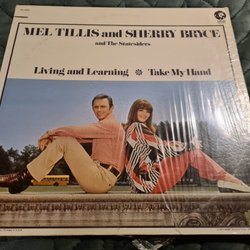 MEL TILLIS and SHERRY BRYCE
and The Statesiders
Living and Learning ❋ Take My Hand